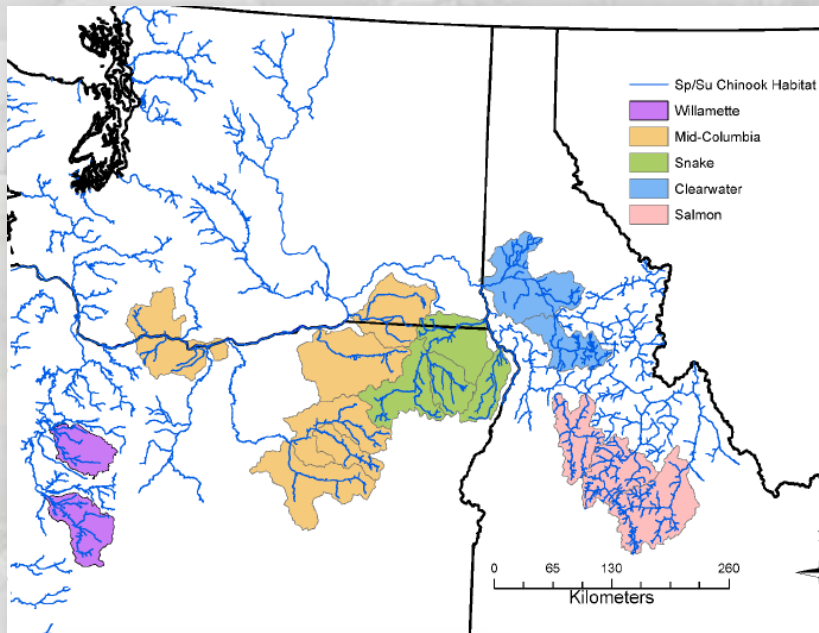 Sp/Su Chinook Habitat
Willamette
Mid-Columbia
Snake
Clearwater
Salmon
0 65 130 260
Kilometers